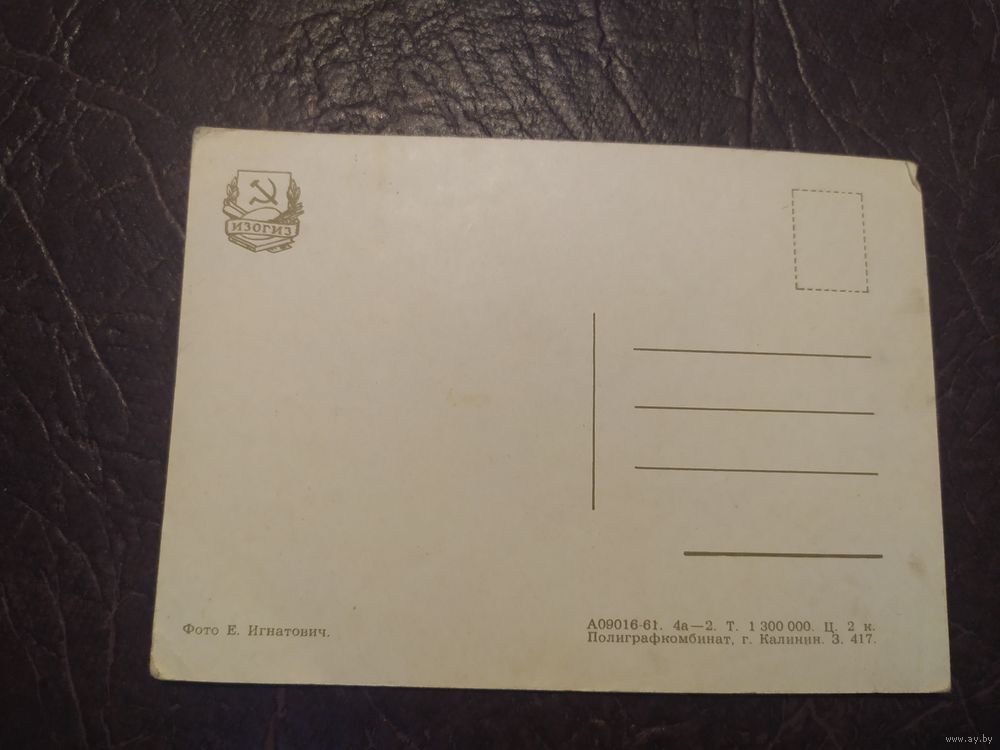 ИЗОГИЗ
Фото Е. Игнатович.
А09016-61. 4а—2. Т. 1 300 000. Ц. 2 к.
Полиграфкомбинат, г. Калинин. З. 417.
www.ay.by